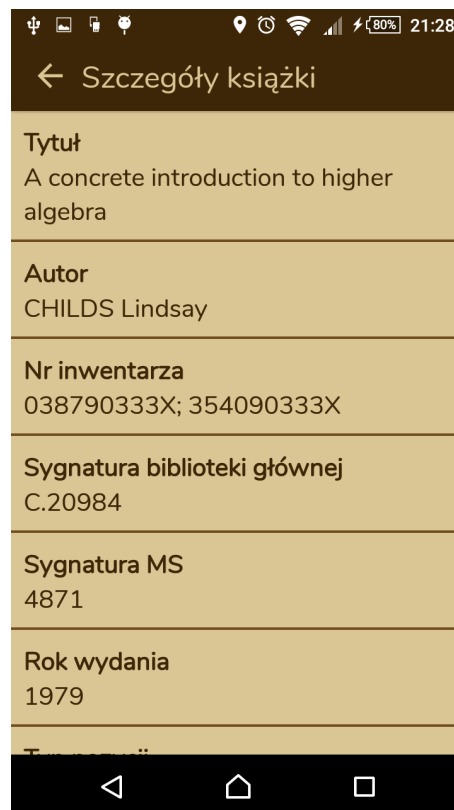 80% 21:28
Szczegóły książki
Tytuł
A concrete introduction to higher
algebra
Autor
CHILDS Lindsay
Nr inwentarza
038790333X; 354090333X
Sygnatura biblioteki głównej
C.20984
Sygnatura MS
4871
Rok wydania
1979